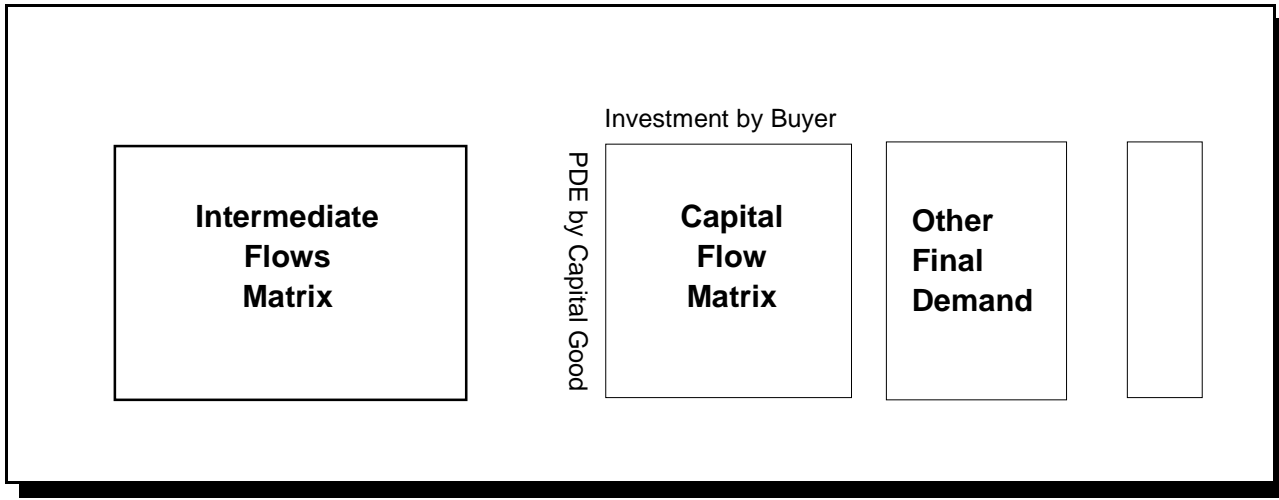 Investment by Buyer
PDE by Capital Good
Intermediate
Flows
Matrix
Capital
Flow
Matrix
Other
Final
Demand